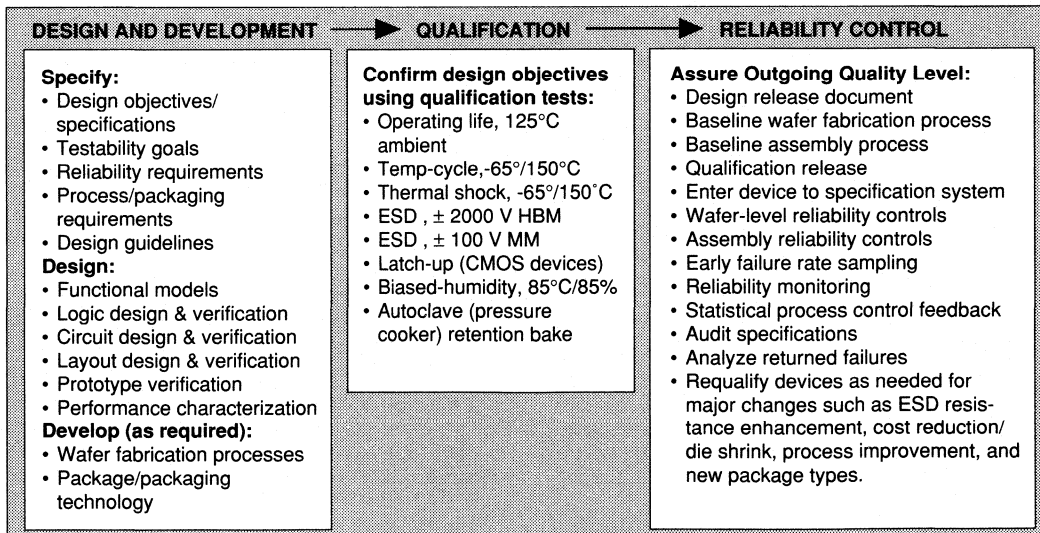 DESIGN AND DEVELOPMENT
QUALIFICATION
RELIABILITY CONTROL
Specify:
• Design objectives/
specifications
• Testability goals
• Reliability requirements
• Process/packaging
requirements
• Design guidelines
Design:
• Functional models
• Logic design & verification
• Circuit design & verification
• Layout design & verification
• Prototype verification
• Performance characterization
Develop (as required):
• Wafer fabrication processes
• Package/packaging
technology
Confirm design objectives
using qualification tests:
• Operating life, 125°C
ambient
• Temp-cycle,-65°/150°C
• Thermal shock, -65°/150°C
• ESD , ± 2000 V HBM
• ESD , ± 100 V MM
• Latch-up (CMOS devices)
• Biased-humidity, 85°C/85%
• Autoclave (pressure
cooker) retention bake
Assure Outgoing Quality Level:
• Design release document
• Baseline wafer fabrication process
• Baseline assembly process
• Qualification release
• Enter device to specification system
• Wafer-level reliability controls
• Assembly reliability controls
• Early failure rate sampling
• Reliability monitoring
• Statistical process control feedback
• Audit specifications
• Analyze returned failures
• Requalify devices as needed for
major changes such as ESD resis-
tance enhancement, cost reduction/
die shrink, process improvement, and
new package types.